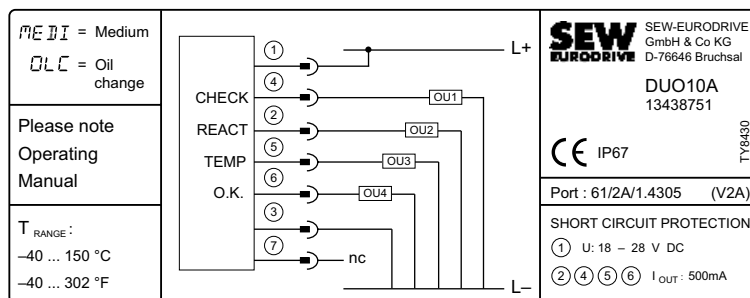 MEDI = Medium
OLC = Oil
change
Please note
Operating
Manual
T RANGE :
–40 ... 150 °C
–40 ... 302 °F
1
L+
4
CHECK
OU1
2
REACT
OU2
5
TEMP
OU3
6
O.K.
OU4
3
7
nc
L–
SEW
EURODRIVE
SEW-EURODRIVE
GmbH & Co KG
D-76646 Bruchsal
DUO10A
13438751
TY8430
CE IP67
Port : 61/2A/1.4305 (V2A)
SHORT CIRCUIT PROTECTION
1 U: 18 – 28 V DC
2 4 5 6 I OUT : 500mA